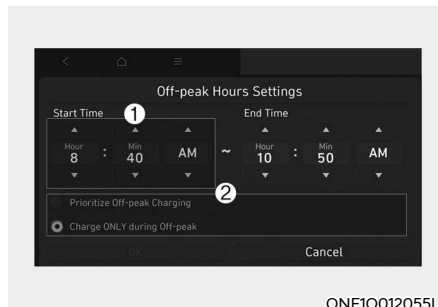 Off-peak Hours Settings
Start Time 1 End Time
Hour Min Hour Min
8 : 40 AM ~ 10 : 50 AM
2
Prioritize Off-peak Charging
Charge ONLY during Off-peak
OK Cancel